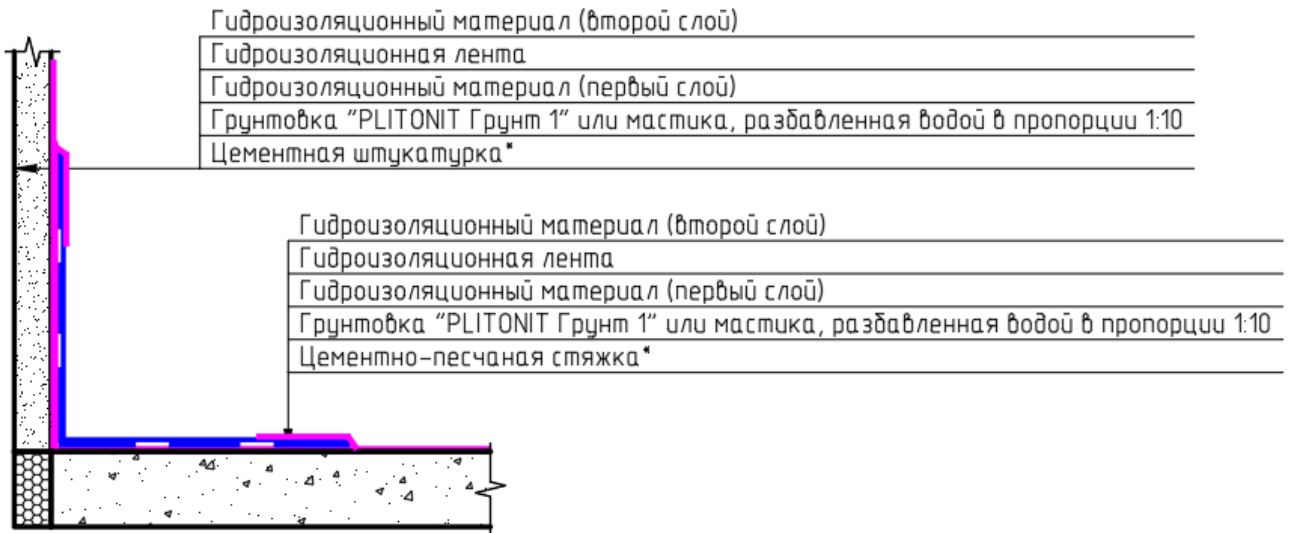 Гидроизоляционный материал (второй слой)
Гидроизоляционная лента
Гидроизоляционный материал (первый слой)
Грунтовка "PLITONIT Грунт 1" или мастика, разбавленная водой в пропорции 1:10
Цементная штукатурка*
Гидроизоляционный материал (второй слой)
Гидроизоляционная лента
Гидроизоляционный материал (первый слой)
Грунтовка "PLITONIT Грунт 1" или мастика, разбавленная водой в пропорции 1:10
Цементно-песчаная стяжка*